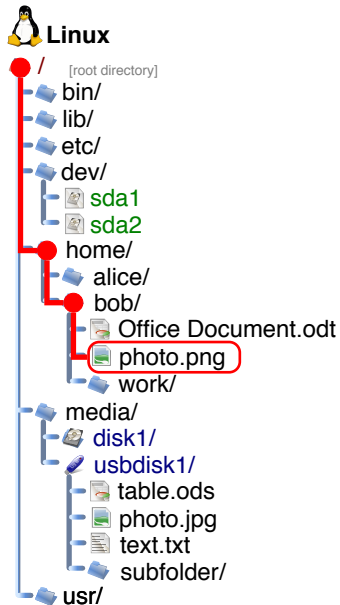 Linux
/ [root directory]
bin/
lib/
etc/
dev/
sda1
sda2
home/
alice/
bob/
Office Document.odt
photo.png
work/
media/
disk1/
usbdisk1/
table.ods
photo.jpg
text.txt
subfolder/
usr/